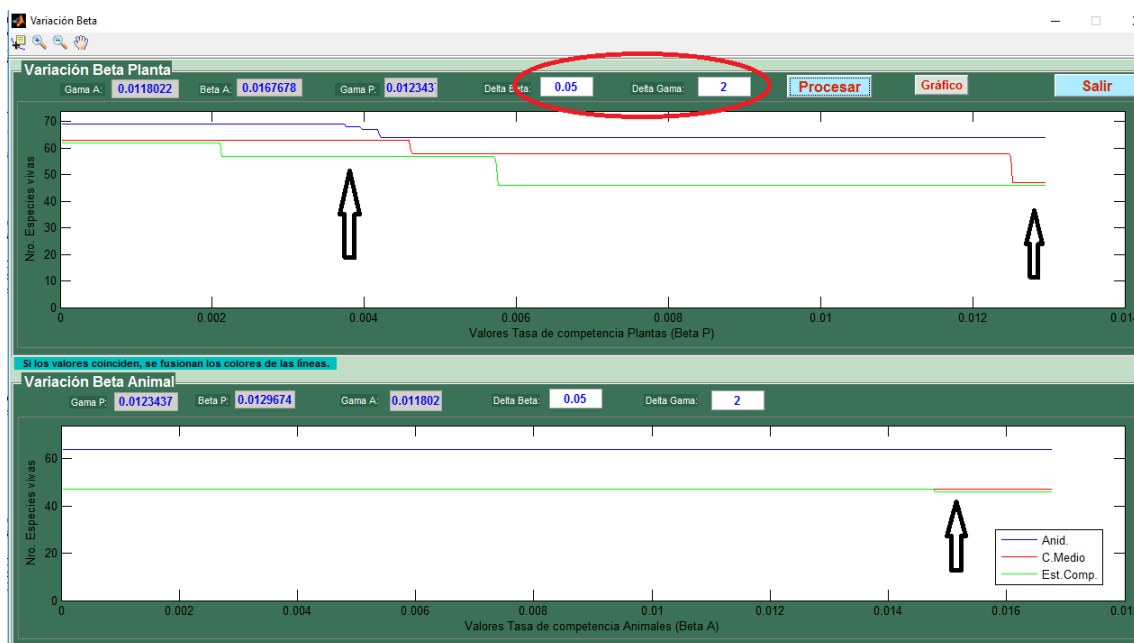 Variación Beta
Variación Beta Planta
Gama A: 0.0118022 Beta A: 0.0167678 Gama P: 0.012343 Delta Beta: 0.05 Delta Gama: 2 Procesar Gráfico Salir
70
60
50
40
30
20
10
0
Nro. Especies vivas
0 0.002 0.004 0.006 0.008 0.01 0.012 0.014
Valores Tasa de competencia Plantas (Beta P)
Si los valores coinciden, se fusionan los colores de las líneas.
Variación Beta Animal
Gama P: 0.0123437 Beta P: 0.0129674 Gama A: 0.011802 Delta Beta: 0.05 Delta Gama: 2
60
40
20
0
Nro. Especies vivas
Anid.
C.Medio
Est.Comp.
0 0.002 0.004 0.006 0.008 0.01 0.012 0.014 0.016 0.018
Valores Tasa de competencia Animales (Beta A)